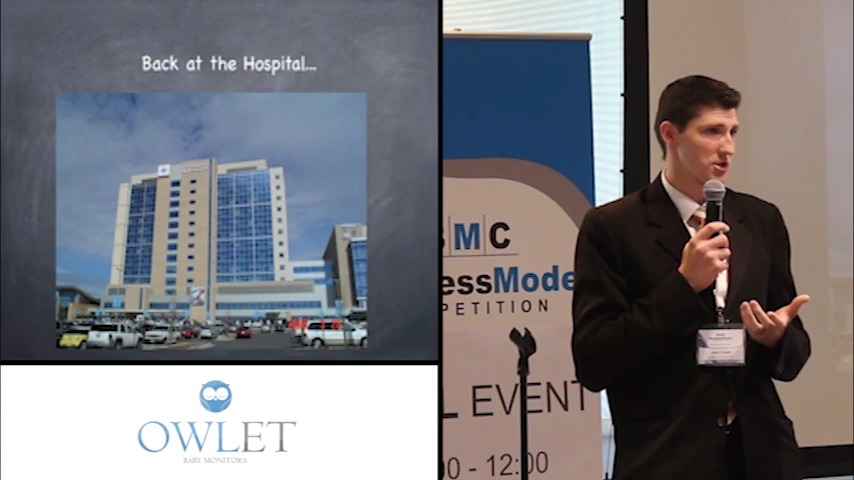 Back at the Hospital...
OWLET
BABY MONITORS
BMC
essMode
PETITION
L EVENT
00 - 12:00